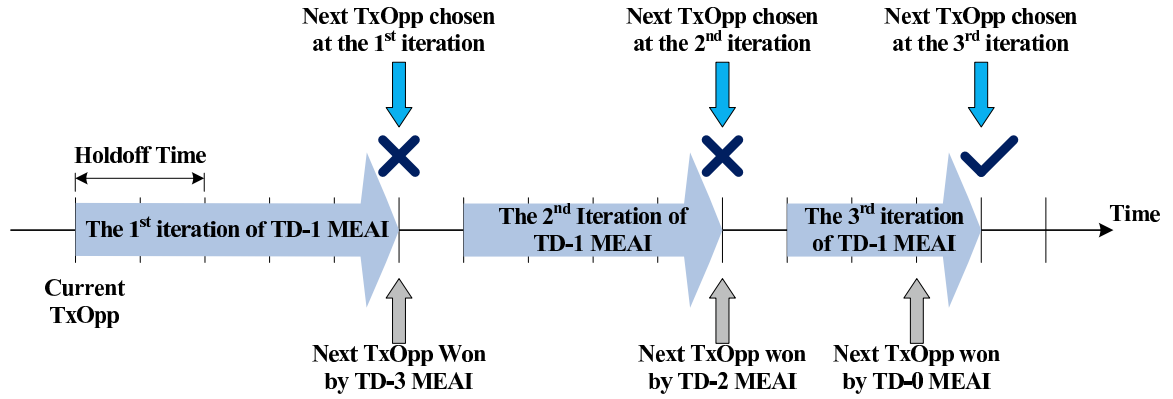 Next TxOpp chosen
at the 1st iteration
Next TxOpp chosen
at the 2nd iteration
Next TxOpp chosen
at the 3rd iteration
Holdoff Time
The 1st iteration of TD-1 MEAI
The 2nd Iteration of
TD-1 MEAI
The 3rd iteration
of TD-1 MEAI
Time
Current
TxOpp
Next TxOpp Won
by TD-3 MEAI
Next TxOpp won
by TD-2 MEAI
Next TxOpp won
by TD-0 MEAI